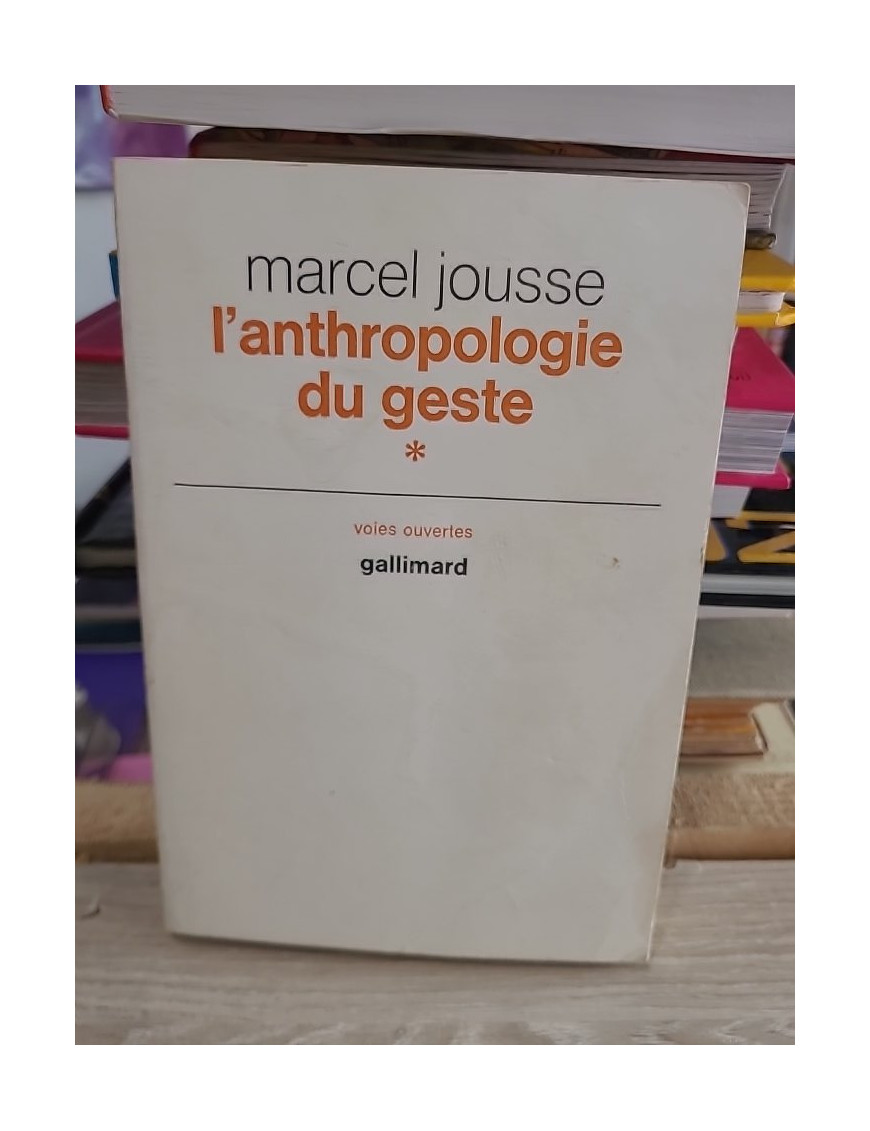 marcel jousse
l'anthropologie
du geste
*
voies ouvertes
gallimard